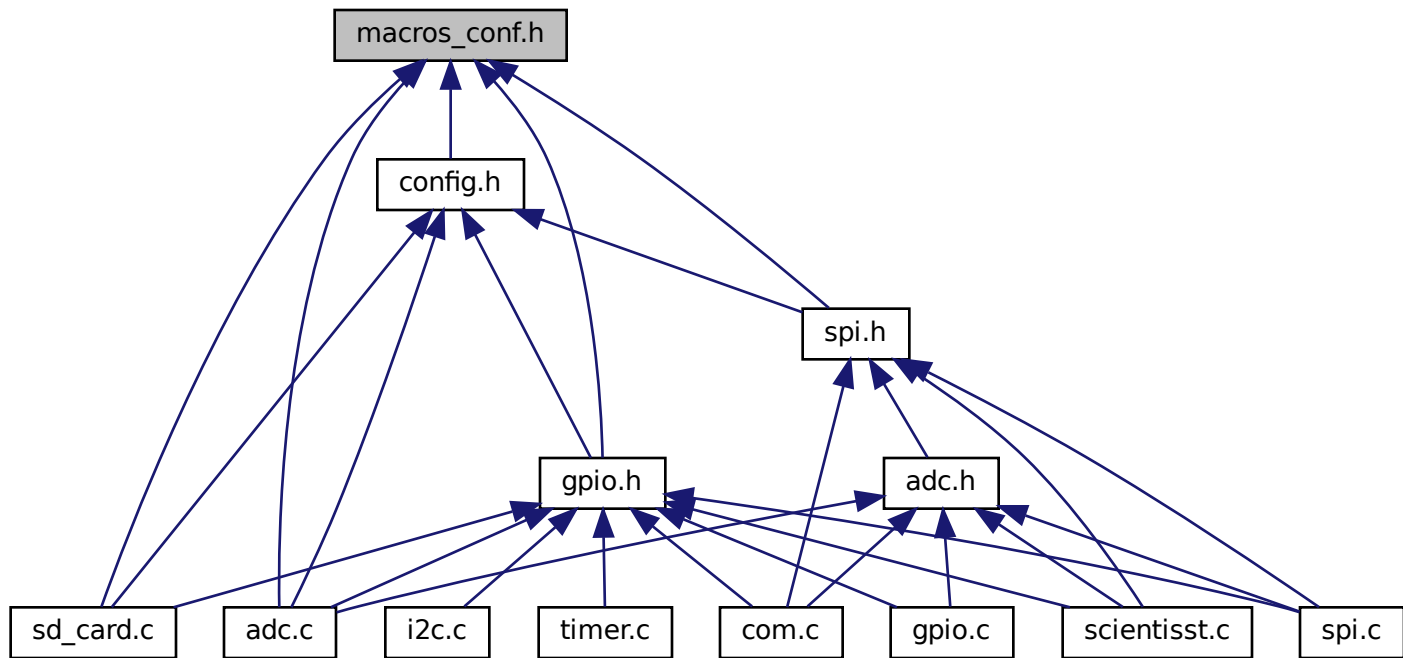 macros_conf.h
config.h
spi.h
gpio.h
adc.h
sd_card.c
adc.c
i2c.c
timer.c
com.c
gpio.c
scientisst.c
spi.c